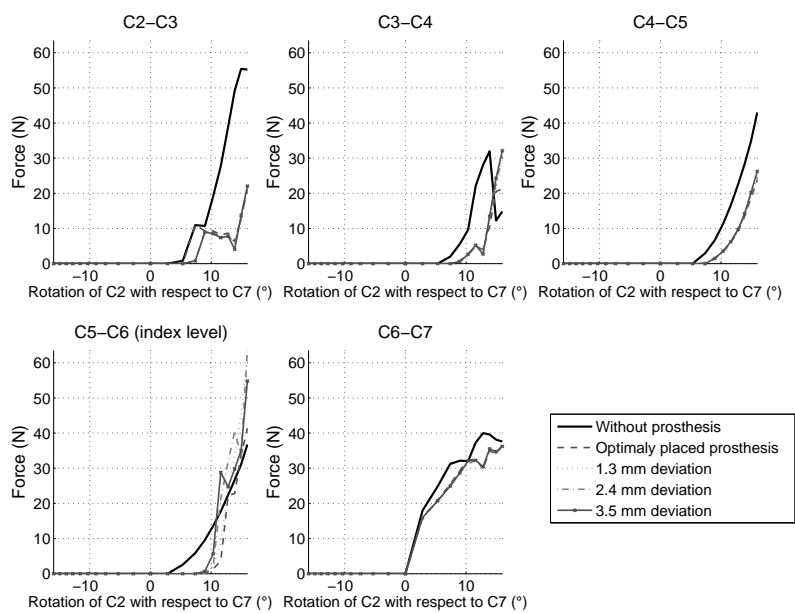 C2−C3
C3−C4
C4−C5
Force (N)
60
50
40
30
20
10
0
−10
0
10
Rotation of C2 with respect to C7 (°)
Force (N)
60
50
40
30
20
10
0
−10
0
10
Rotation of C2 with respect to C7 (°)
Force (N)
60
50
40
30
20
10
0
−10
0
10
Rotation of C2 with respect to C7 (°)
C5−C6 (index level)
C6−C7
Force (N)
60
50
40
30
20
10
0
−10
0
10
Rotation of C2 with respect to C7 (°)
Force (N)
60
50
40
30
20
10
0
−10
0
10
Rotation of C2 with respect to C7 (°)
Without prosthesis
Optimaly placed prosthesis
1.3 mm deviation
2.4 mm deviation
3.5 mm deviation